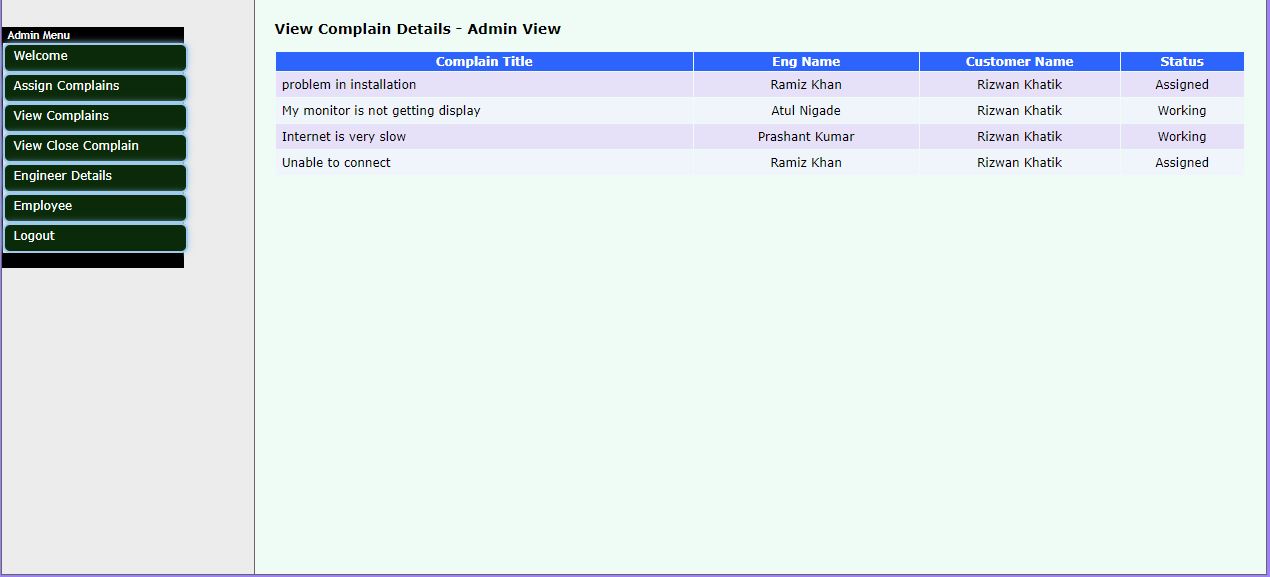 Admin Menu
Welcome
Assign Complains
View Complains
View Close Complain
Engineer Details
Employee
Logout
View Complain Details - Admin View
Complain Title Eng Name Customer Name Status
problem in installation Ramiz Khan Rizwan Khatik Assigned
My monitor is not getting display Atul Nigade Rizwan Khatik Working
Internet is very slow Prashant Kumar Rizwan Khatik Working
Unable to connect Ramiz Khan Rizwan Khatik Assigned